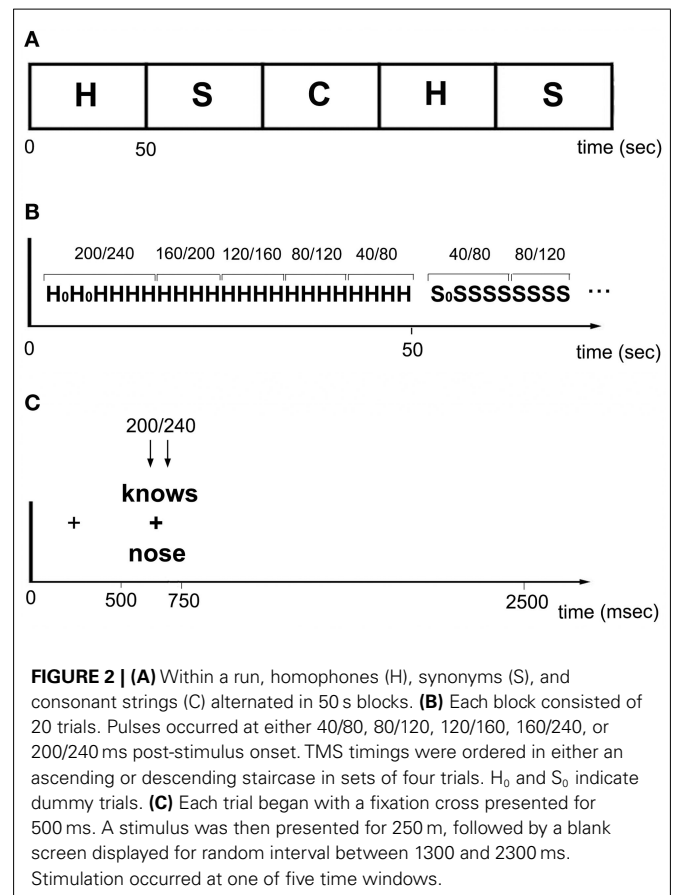 A
H S C H S
0 50 time (sec)
B
200/240 160/200 120/160 80/120 40/80 40/80 80/120
H₀H₀HHHHHHHHHHHHHHHHHHHH S₀SSSSSSSS ...
0 50
time (sec)
C
200/240
knows
+ +
nose
0 500 750 2500 time (msec)
FIGURE 2 | (A) Within a run, homophones (H), synonyms (S), and
consonant strings (C) alternated in 50 s blocks. (B) Each block consisted of
20 trials. Pulses occurred at either 40/80, 80/120, 120/160, 160/240, or
200/240 ms post-stimulus onset. TMS timings were ordered in either an
ascending or descending staircase in sets of four trials. H₀ and S₀ indicate
dummy trials. (C) Each trial began with a fixation cross presented for
500 ms. A stimulus was then presented for 250 m, followed by a blank
screen displayed for random interval between 1300 and 2300 ms.
Stimulation occurred at one of five time windows.